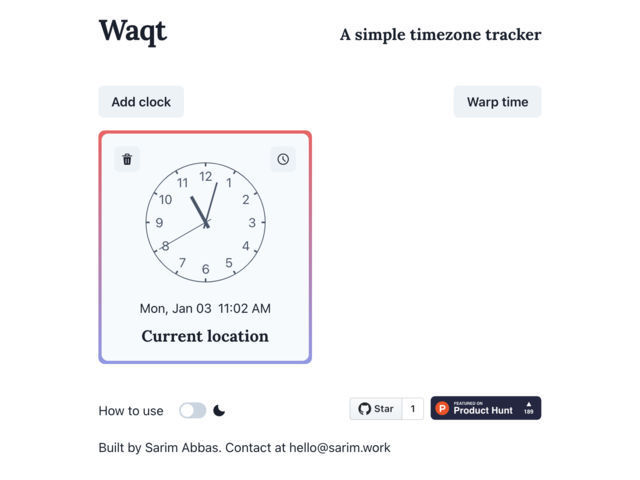 Waqt
A simple timezone tracker
Add clock
Warp time
12
11
1
10
2
9
3
8
4
7
5
6
Mon, Jan 03 11:02 AM
Current location
How to use
Star
1
FEATURED ON
Product Hunt
189
Built by Sarim Abbas. Contact at hello@sarim.work